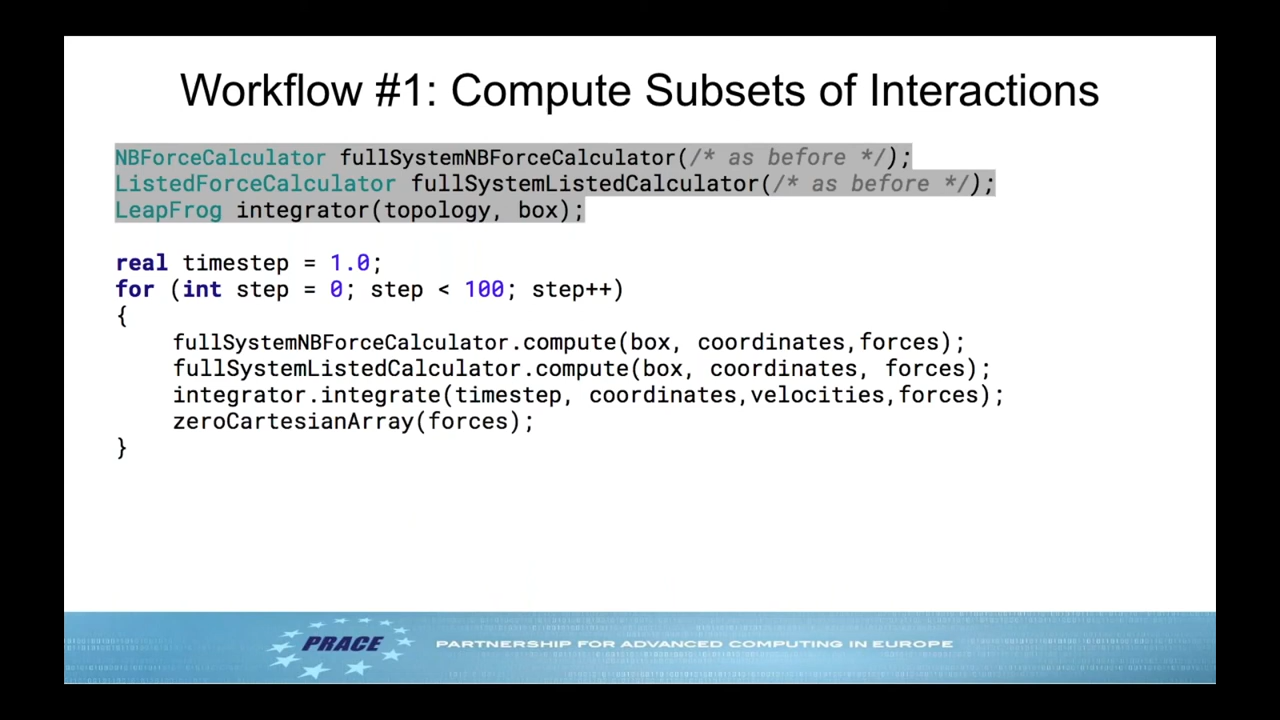 Workflow #1: Compute Subsets of Interactions
NBForceCalculator fullSystemNBForceCalculator(/* as before */);
ListedForceCalculator fullSystemListedCalculator(/* as before */);
LeapFrog integrator(topology, box);
real timestep = 1.0;
for (int step = 0; step < 100; step++)
{
fullSystemNBForceCalculator.compute(box, coordinates,forces);
fullSystemListedCalculator.compute(box, coordinates, forces);
integrator.integrate(timestep, coordinates,velocities,forces);
zeroCartesianArray(forces);
}
PRACE
PARTNERSHIP FOR ADVANCED COMPUTING IN EUROPE